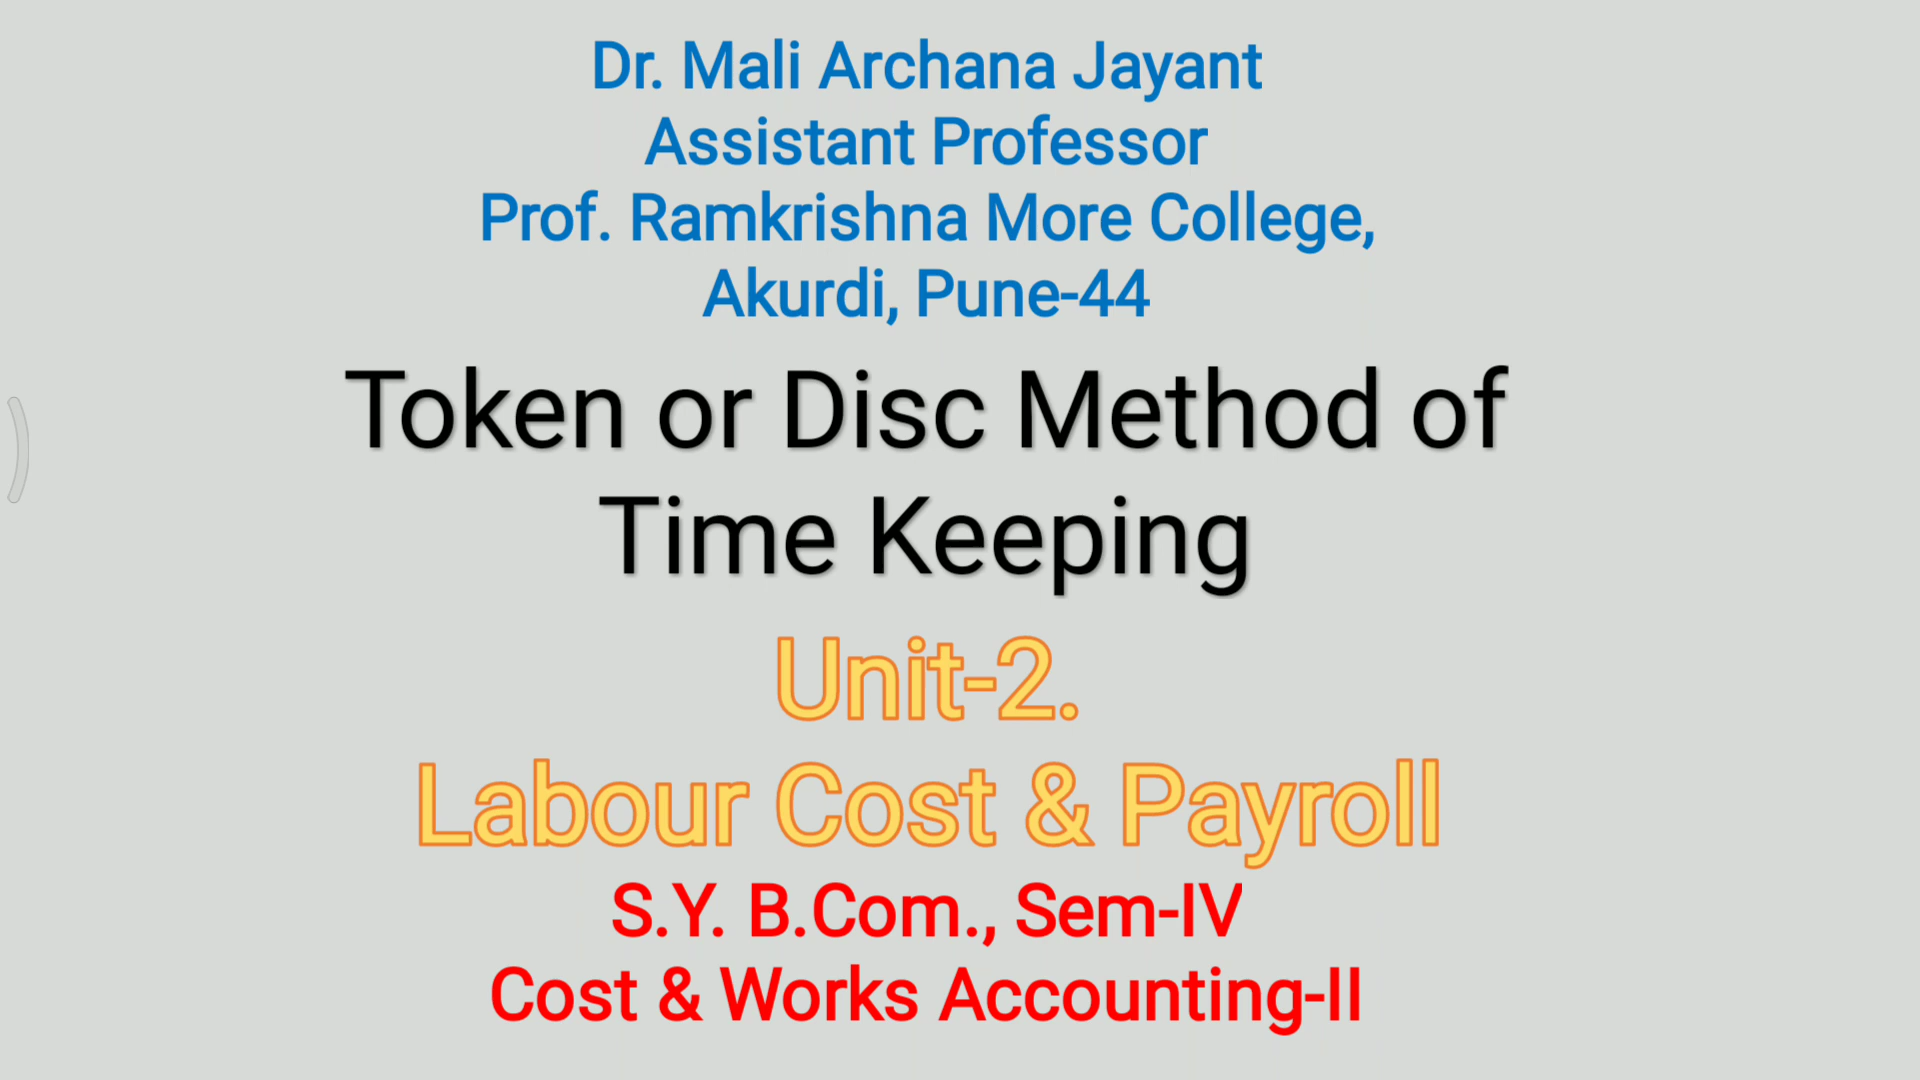 Dr. Mali Archana Jayant
Assistant Professor
Prof. Ramkrishna More College,
Akurdi, Pune-44
Token or Disc Method of
Time Keeping
Unit-2.
Labour Cost & Payroll
S.Y. B.Com., Sem-IV
Cost & Works Accounting-II